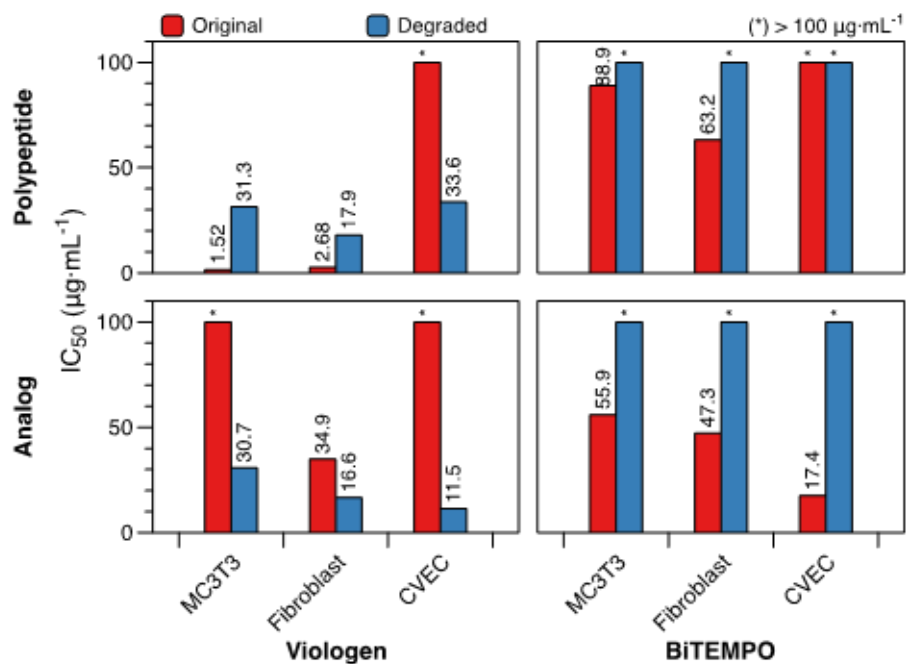 Original Degraded (*) > 100 µg·mL⁻¹
Polypeptide
Analog
IC₅₀ (µg·mL⁻¹)
100
50
0
1.52
31.3
2.68
17.9
*
33.6
88.9
*
63.2
*
*
*
100
50
0
*
30.7
34.9
16.6
*
11.5
55.9
*
47.3
*
17.4
*
MC3T3
Fibroblast
CVEC
MC3T3
Fibroblast
CVEC
Viologen
BiTEMPO